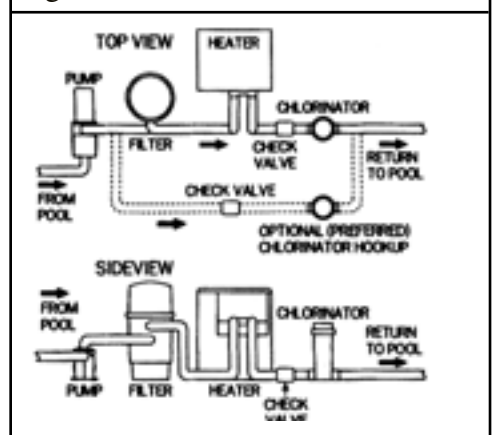 TOP VIEW
HEATER
PUMP
CHLORINATOR
FILTER
CHECK
VALVE
RETURN
TO POOL
FROM
POOL
CHECK VALVE
OPTIONAL (PREFERRED)
CHLORINATOR HOOKUP
SIDEVIEW
FROM
POOL
CHLORINATOR
RETURN
TO POOL
PUMP
FILTER
HEATER
CHECK
VALVE